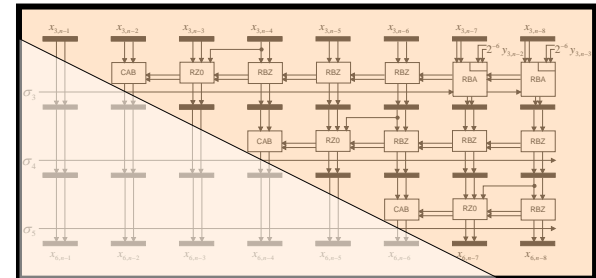 x3,n−1 x3,n−2 x3,n−3 x3,n−4 x3,n−5 x3,n−6 x3,n−7 x3,n−8
2−6 y3,n−2 2−6 y3,n−3
CAB RZ0 RBZ RBZ RBZ RBA RBA
σ3
CAB RZ0 RBZ RBZ RBZ
σ4
CAB RZ0 RBZ
σ5
x6,n−1 x6,n−2 x6,n−3 x6,n−4 x6,n−5 x6,n−6 x6,n−7 x6,n−8